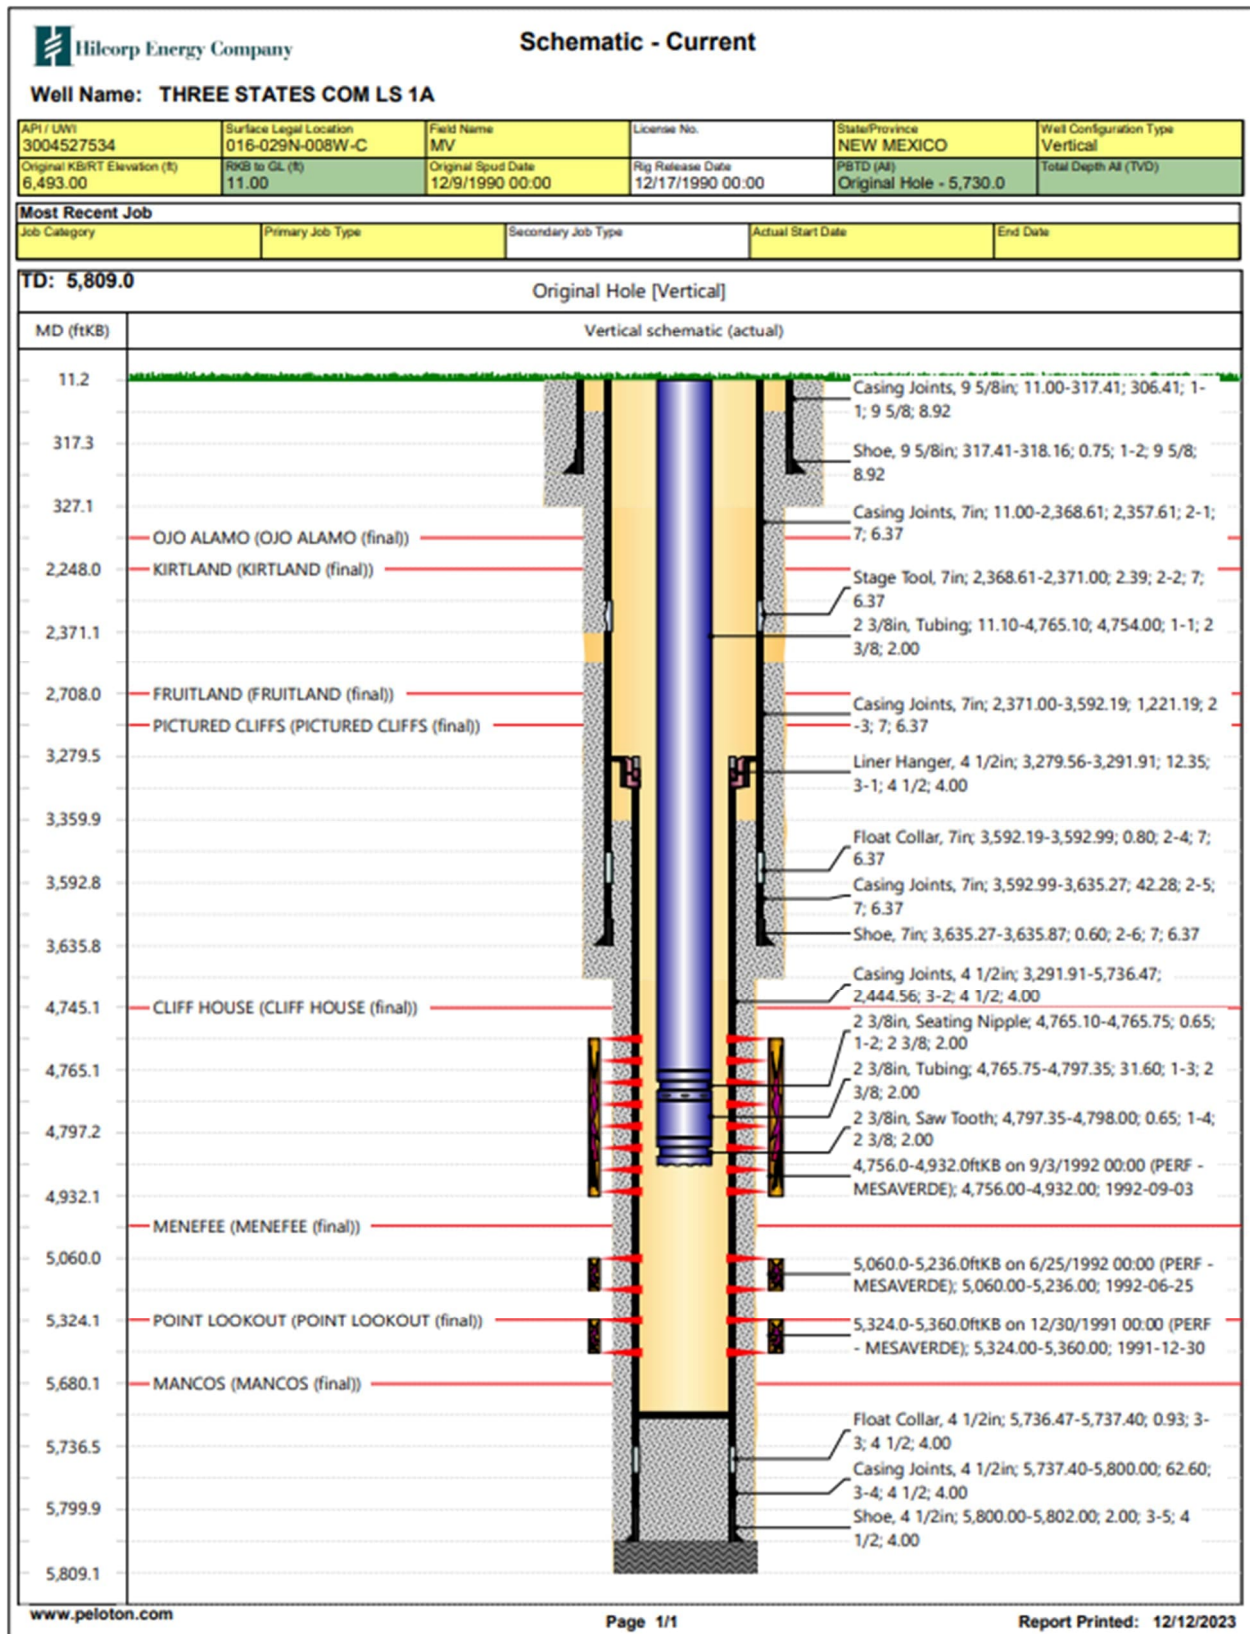 Hilcorp Energy Company
Schematic - Current
Well Name: THREE STATES COM LS 1A
API / UWI
3004527534
Surface Legal Location
016-029N-008W-C
Field Name
MV
License No.
State/Province
NEW MEXICO
Well Configuration Type
Vertical
Original KB/RT Elevation (ft)
6,493.00
RKB to GL (ft)
11.00
Original Spud Date
12/9/1990 00:00
Rig Release Date
12/17/1990 00:00
PBTD (All)
Original Hole - 5,730.0
Total Depth All (TVD)
Most Recent Job
Job Category
Primary Job Type
Secondary Job Type
Actual Start Date
End Date
TD: 5,809.0
Original Hole [Vertical]
MD (ftKB)
Vertical schematic (actual)
11.2
317.3
327.1
2,248.0
2,371.1
2,708.0
3,279.5
3,359.9
3,592.8
3,635.8
4,745.1
4,765.1
4,797.2
4,932.1
5,060.0
5,324.1
5,680.1
5,736.5
5,799.9
5,809.1
OJO ALAMO (OJO ALAMO (final))
KIRTLAND (KIRTLAND (final))
FRUITLAND (FRUITLAND (final))
PICTURED CLIFFS (PICTURED CLIFFS (final))
CLIFF HOUSE (CLIFF HOUSE (final))
MENEFEE (MENEFEE (final))
POINT LOOKOUT (POINT LOOKOUT (final))
MANCOS (MANCOS (final))
Casing Joints, 9 5/8in; 11.00-317.41; 306.41; 1-
1; 9 5/8; 8.92
Shoe, 9 5/8in; 317.41-318.16; 0.75; 1-2; 9 5/8;
8.92
Casing Joints, 7in; 11.00-2,368.61; 2,357.61; 2-1;
7; 6.37
Stage Tool, 7in; 2,368.61-2,371.00; 2.39; 2-2; 7;
6.37
2 3/8in, Tubing; 11.10-4,765.10; 4,754.00; 1-1; 2
3/8; 2.00
Casing Joints, 7in; 2,371.00-3,592.19; 1,221.19; 2
-3; 7; 6.37
Liner Hanger, 4 1/2in; 3,279.56-3,291.91; 12.35;
3-1; 4 1/2; 4.00
Float Collar, 7in; 3,592.19-3,592.99; 0.80; 2-4; 7;
6.37
Casing Joints, 7in; 3,592.99-3,635.27; 42.28; 2-5;
7; 6.37
Shoe, 7in; 3,635.27-3,635.87; 0.60; 2-6; 7; 6.37
Casing Joints, 4 1/2in; 3,291.91-5,736.47;
2,444.56; 3-2; 4 1/2; 4.00
2 3/8in, Seating Nipple; 4,765.10-4,765.75; 0.65;
1-2; 2 3/8; 2.00
2 3/8in, Tubing; 4,765.75-4,797.35; 31.60; 1-3; 2
3/8; 2.00
2 3/8in, Saw Tooth; 4,797.35-4,798.00; 0.65; 1-4;
2 3/8; 2.00
4,756.0-4,932.0ftKB on 9/3/1992 00:00 (PERF -
MESAVERDE); 4,756.00-4,932.00; 1992-09-03
5,060.0-5,236.0ftKB on 6/25/1992 00:00 (PERF -
MESAVERDE); 5,060.00-5,236.00; 1992-06-25
5,324.0-5,360.0ftKB on 12/30/1991 00:00 (PERF
- MESAVERDE); 5,324.00-5,360.00; 1991-12-30
Float Collar, 4 1/2in; 5,736.47-5,737.40; 0.93; 3-
3; 4 1/2; 4.00
Casing Joints, 4 1/2in; 5,737.40-5,800.00; 62.60;
3-4; 4 1/2; 4.00
Shoe, 4 1/2in; 5,800.00-5,802.00; 2.00; 3-5; 4
1/2; 4.00
www.peloton.com
Page 1/1
Report Printed: 12/12/2023